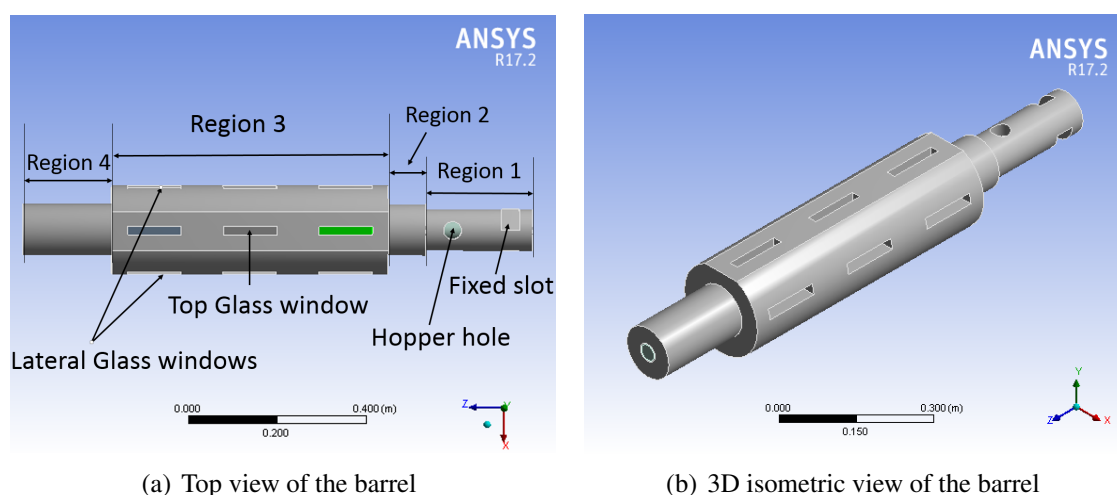 ANSYS
R17.2
Region 3
Region 2
Region 4
Region 1
Top Glass window
Fixed slot
Hopper hole
Lateral Glass windows
0.000
0.400 (m)
0.200
Z
Y
X
(a) Top view of the barrel
ANSYS
R17.2
0.000
0.300 (m)
0.150
Y
Z
X
(b) 3D isometric view of the barrel